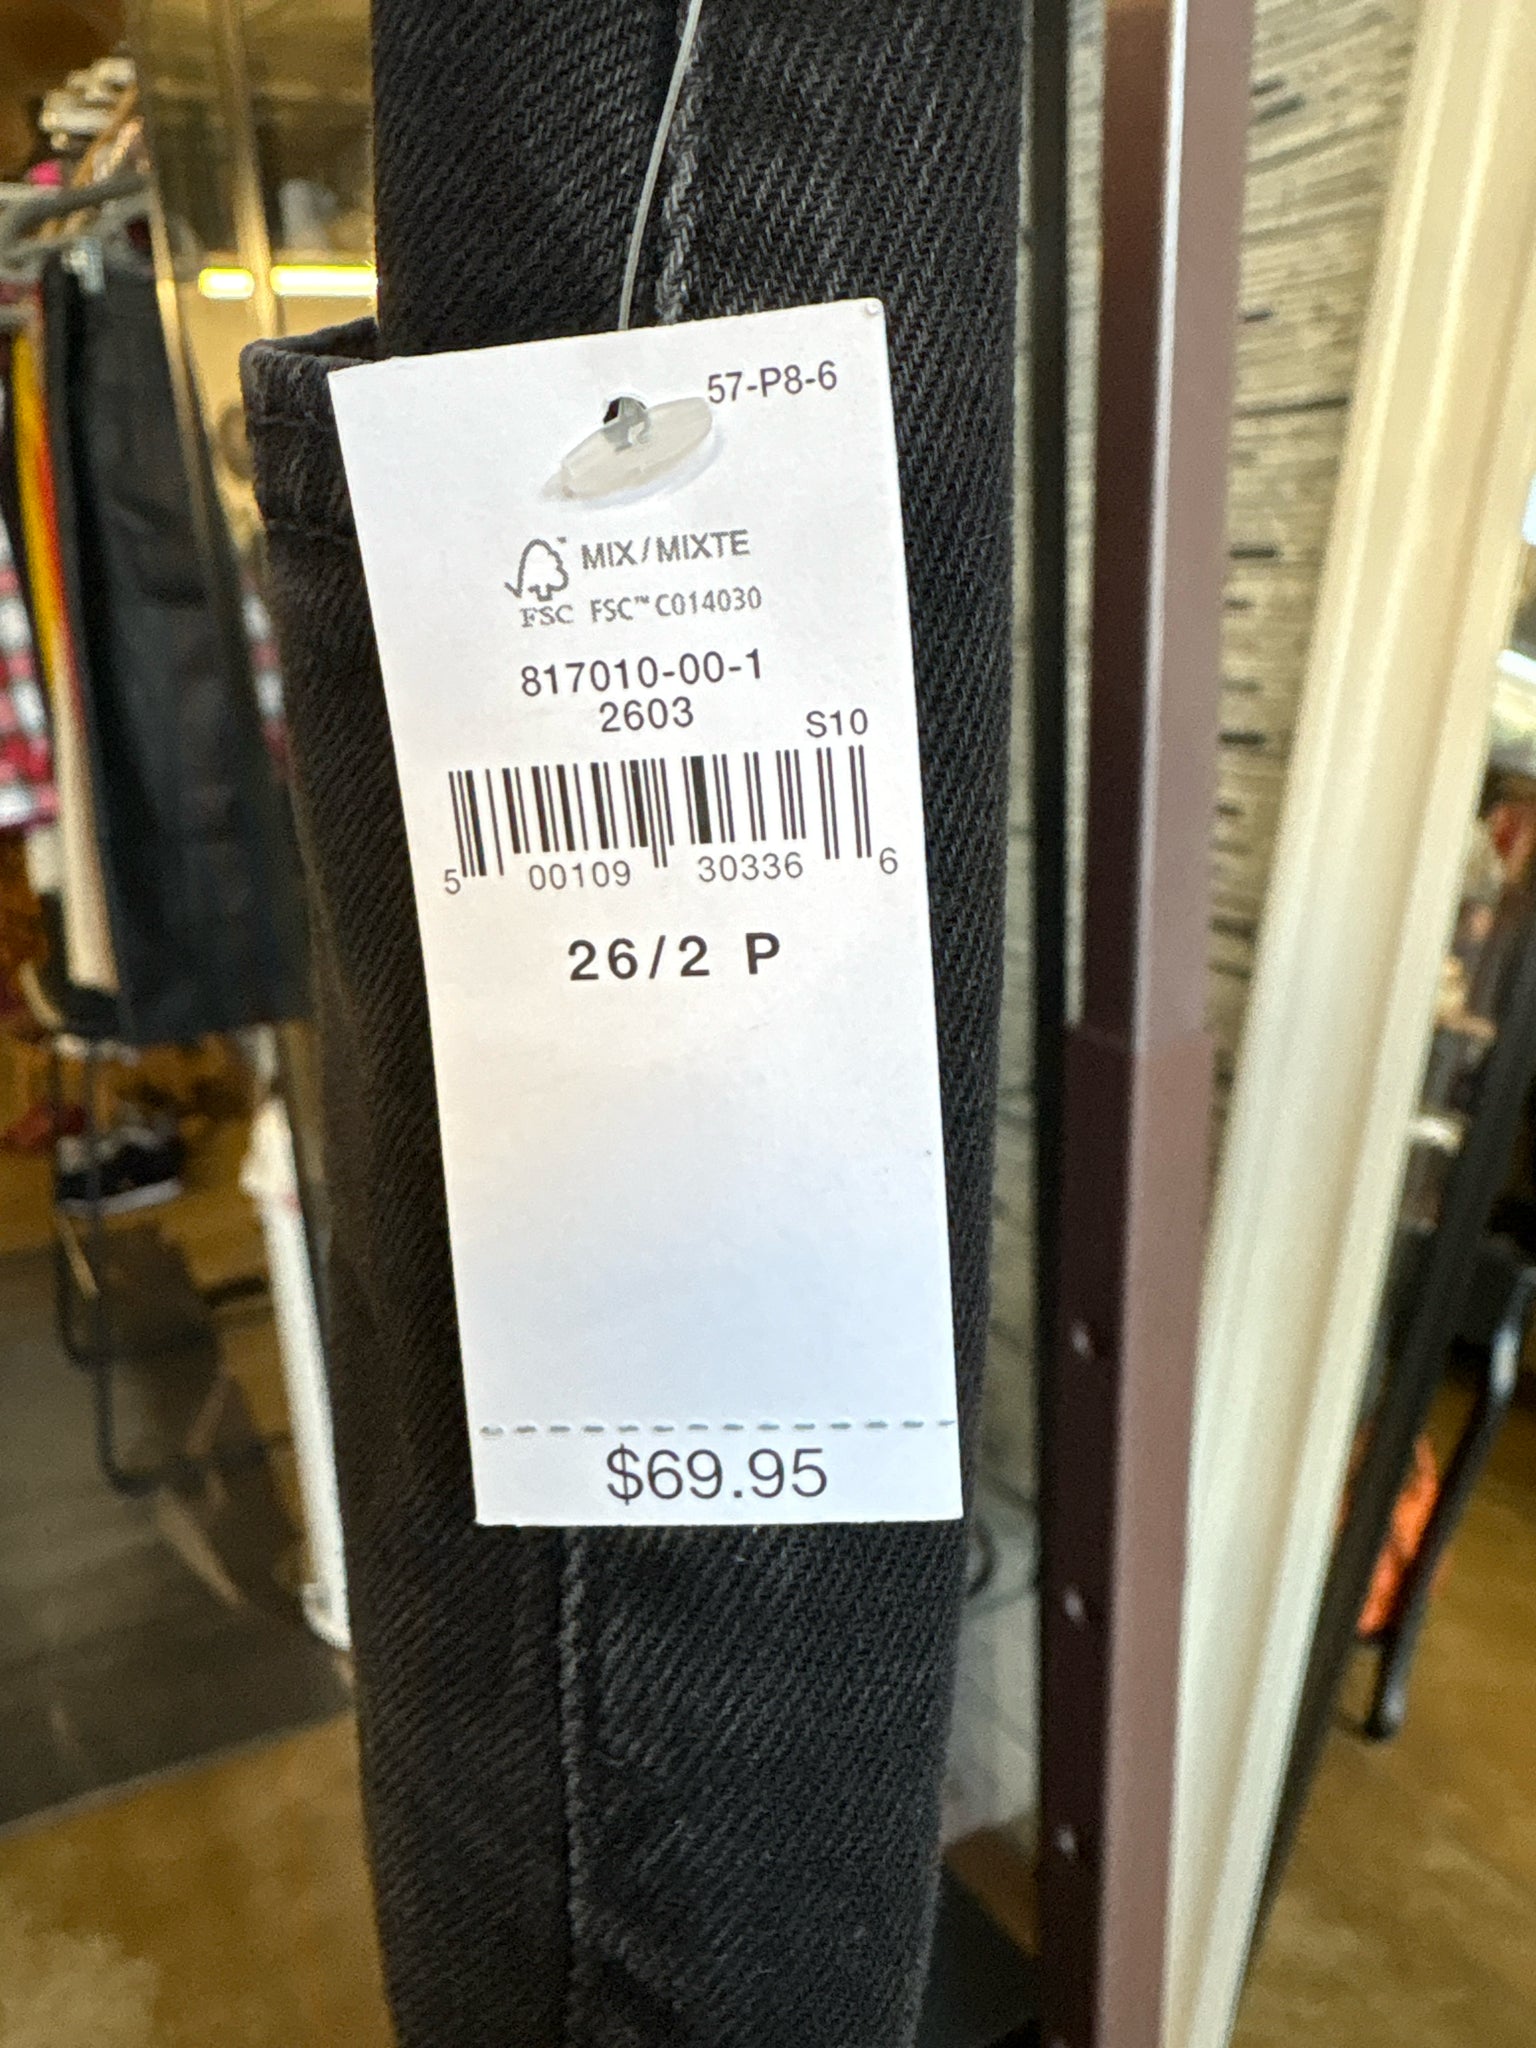 57-P8-6
MIX/MIXTE
FSC FSC™ C014030
817010-00-1
2603
S10
5 00109 30336 6
26/2 P
$69.95